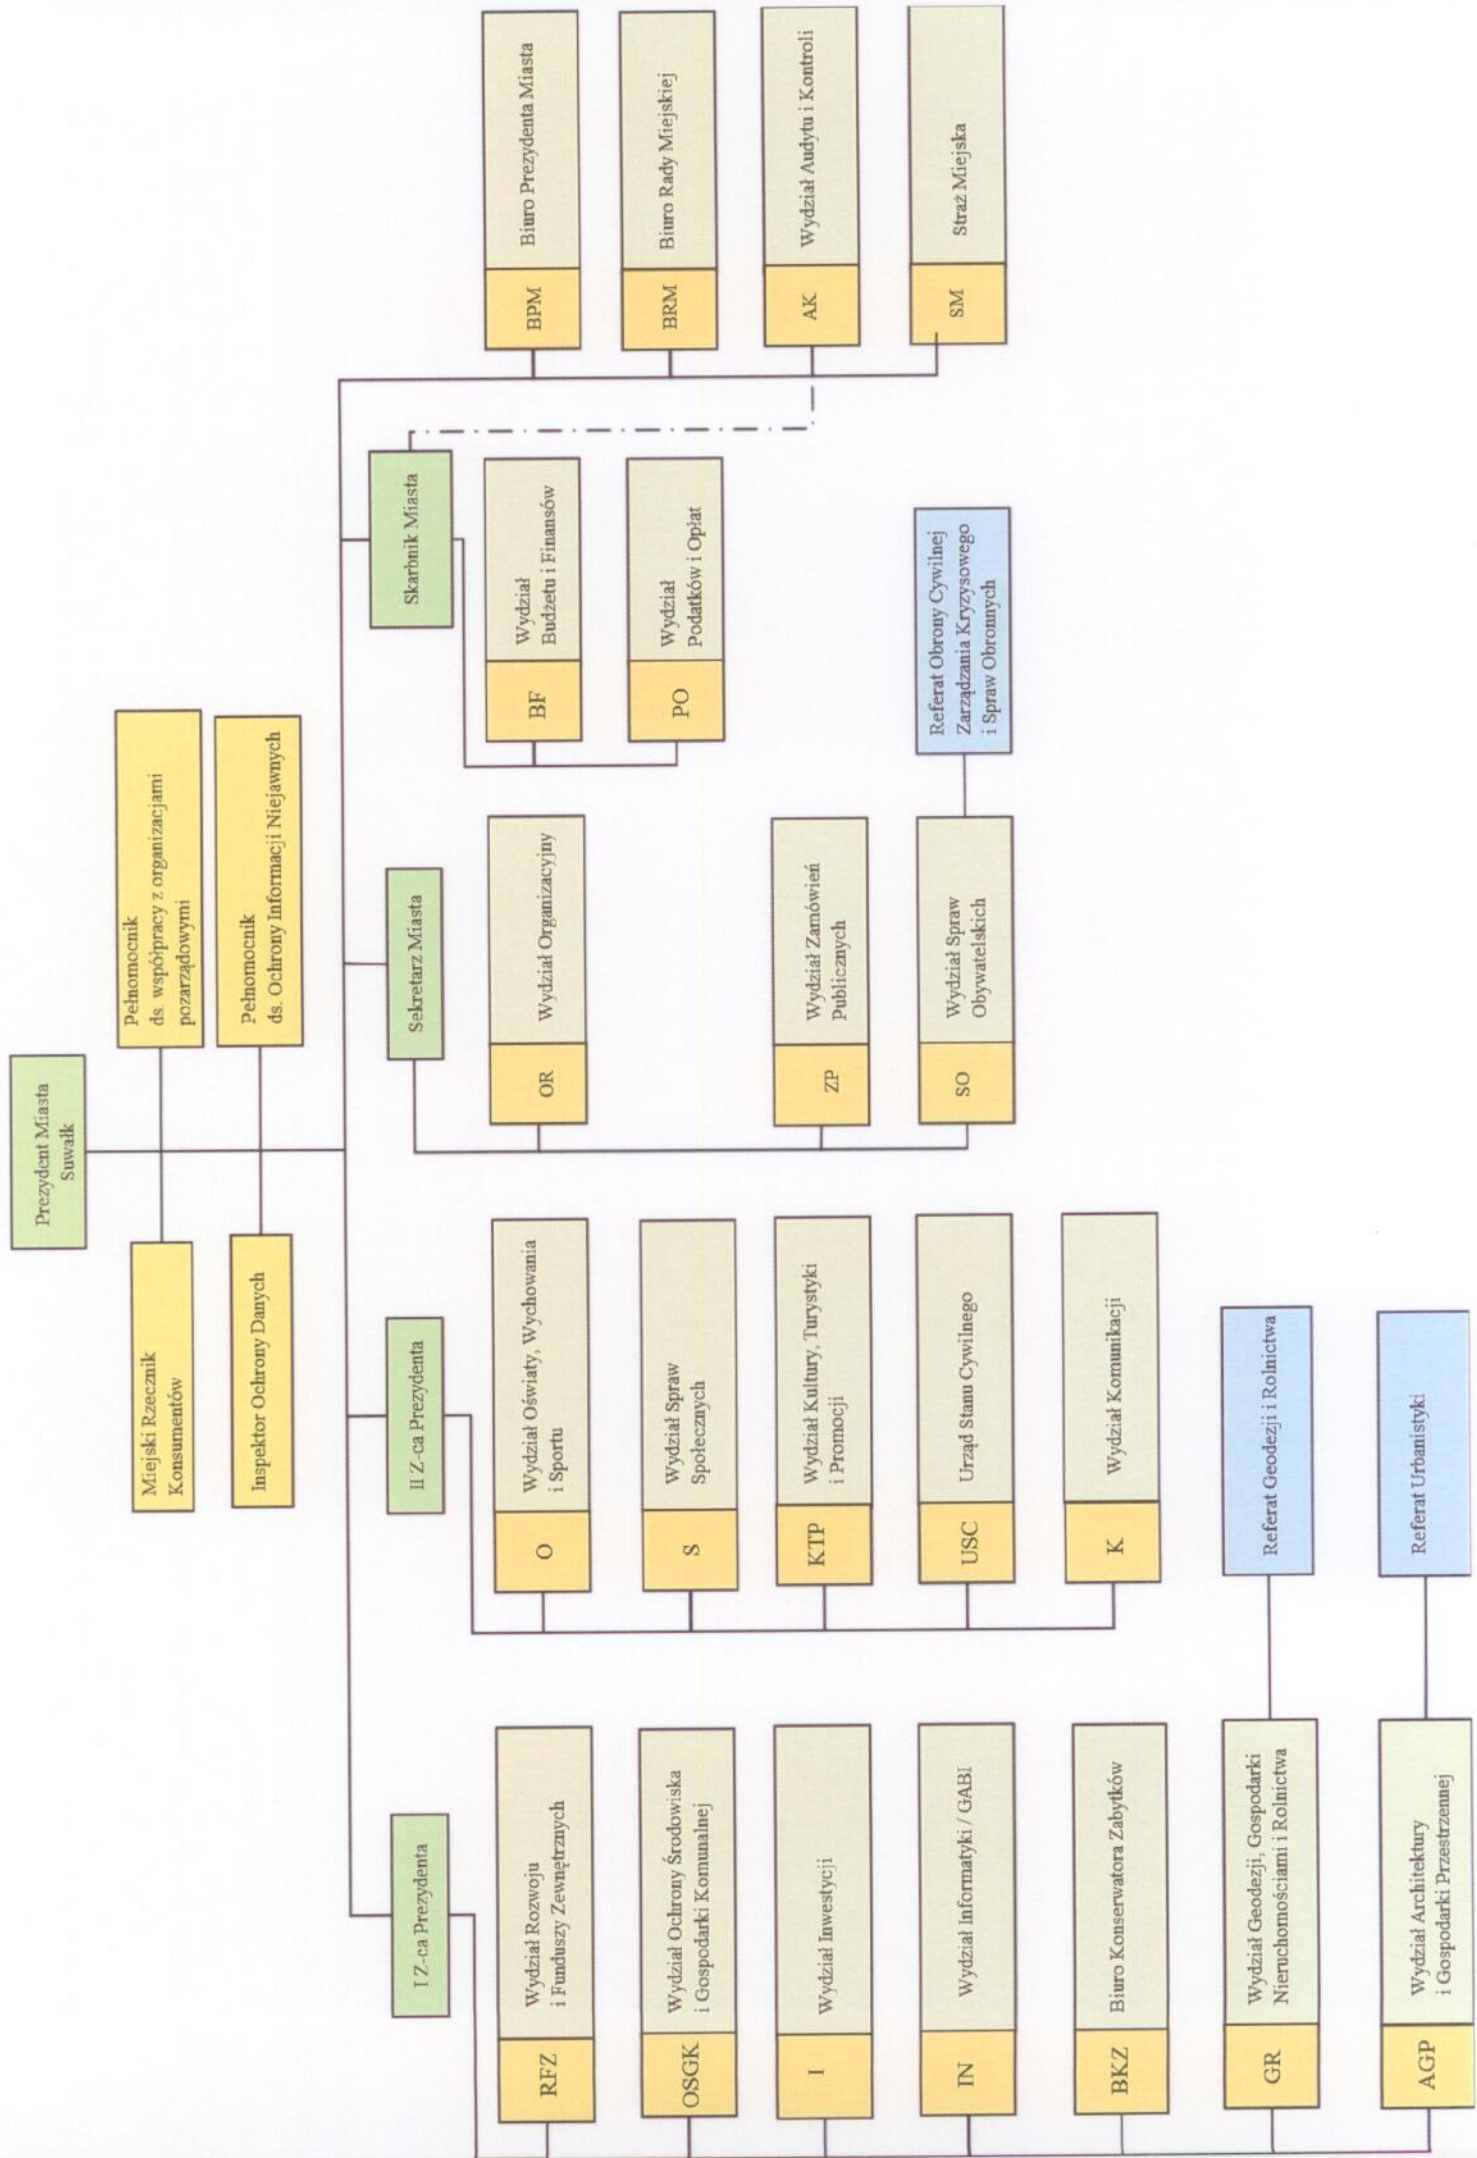 Prezydent Miasta
Suwałk
Miejski Rzecznik
Konsumentów
Pełnomocnik
ds. współpracy z organizacjami
pozarządowymi
Inspektor Ochrony Danych
Pełnomocnik
ds. Ochrony Informacji Niejawnych
I Z-ca Prezydenta
RFZ
Wydział Rozwoju
i Funduszy Zewnętrznych
OSGK
Wydział Ochrony Środowiska
i Gospodarki Komunalnej
I
Wydział Inwestycji
IN
Wydział Informatyki / GABI
BKZ
Biuro Konserwatora Zabytków
GR
Wydział Geodezji, Gospodarki
Nieruchomościami i Rolnictwa
Referat Geodezji i Rolnictwa
AGP
Wydział Architektury
i Gospodarki Przestrzennej
Referat Urbanistyki
II Z-ca Prezydenta
O
Wydział Oświaty, Wychowania
i Sportu
S
Wydział Spraw
Społecznych
KTP
Wydział Kultury, Turystyki
i Promocji
USC
Urząd Stanu Cywilnego
K
Wydział Komunikacji
Sekretarz Miasta
OR
Wydział Organizacyjny
ZP
Wydział Zamówień
Publicznych
SO
Wydział Spraw
Obywatelskich
Referat Obrony Cywilnej
Zarządzania Kryzysowego
i Spraw Obronnych
Skarbnik Miasta
BF
Wydział
Budżetu i Finansów
PO
Wydział
Podatków i Opłat
BPM
Biuro Prezydenta Miasta
BRM
Biuro Rady Miejskiej
AK
Wydział Audytu i Kontroli
SM
Straż Miejska